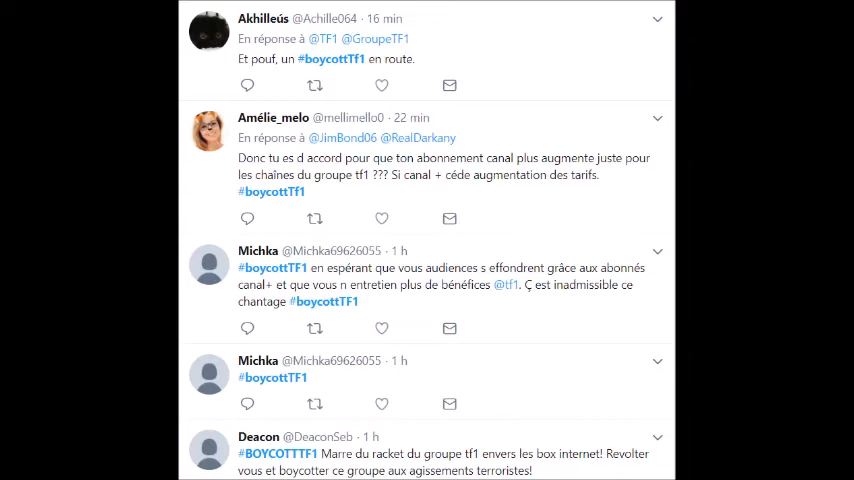 Akhilleús @Achille064 · 16 min
En réponse à @TF1 @GroupeTF1
Et pouf, un #boycottTf1 en route.
Amélie_melo @mellimello0 · 22 min
En réponse à @JimBond06 @RealDarkany
Donc tu es d accord pour que ton abonnement canal plus augmente juste pour
les chaînes du groupe tf1 ??? Si canal + céde augmentation des tarifs.
#boycottTf1
Michka @Michka69626055 · 1 h
#boycottTF1 en espérant que vous audiences s effondrent grâce aux abonnés
canal+ et que vous n entretien plus de bénéfices @tf1. Ç est inadmissible ce
chantage #boycottTF1
Michka @Michka69626055 · 1 h
#boycottTF1
Deacon @DeaconSeb · 1 h
#BOYCOTTTF1 Marre du racket du groupe tf1 envers les box internet! Revolter
vous et boycotter ce groupe aux agissements terroristes!